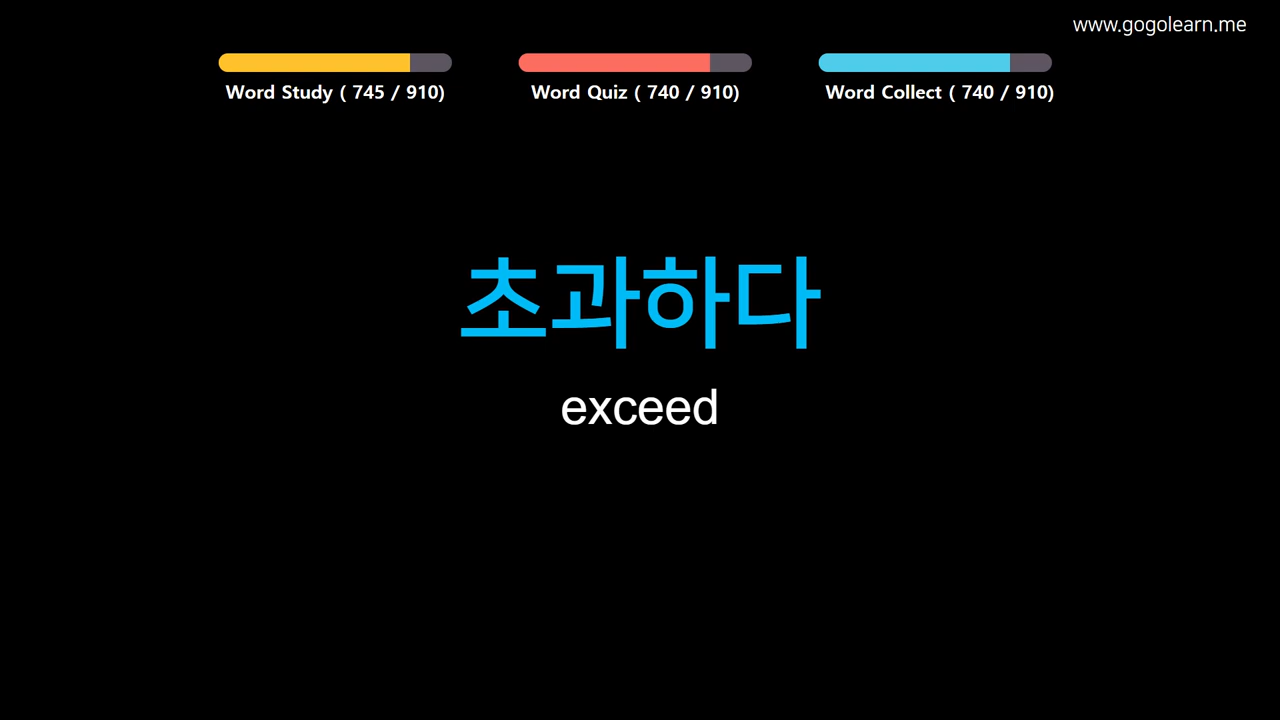 www.gogolearn.me
Word Study ( 745 / 910)
Word Quiz ( 740 / 910)
Word Collect ( 740 / 910)
초과하다
exceed